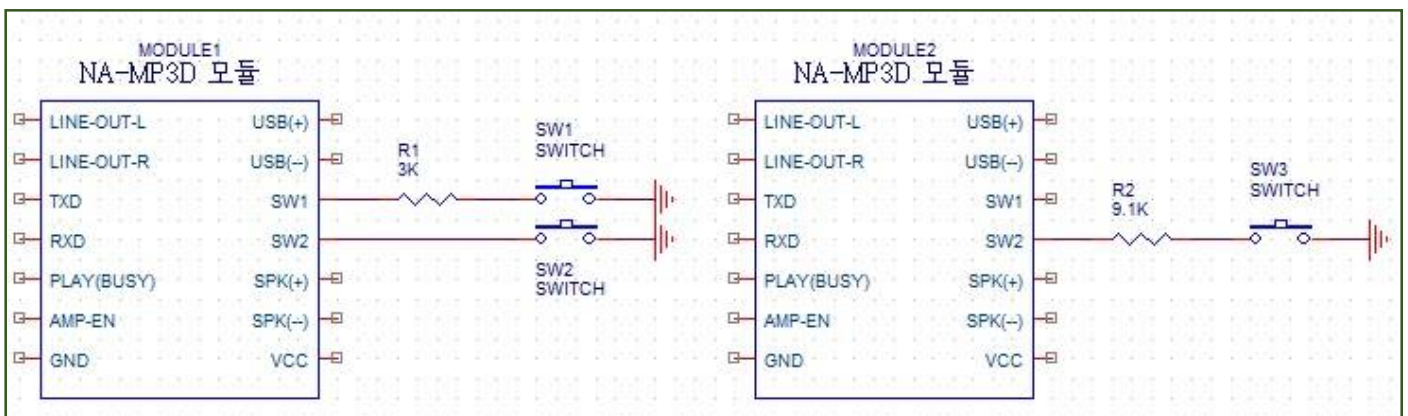 MODULE1
NA-MP3D 모듈
LINE-OUT-L
USB(+)
LINE-OUT-R
USB(--)
TXD
SW1
RXD
SW2
PLAY(BUSY)
SPK(+)
AMP-EN
SPK(--)
GND
VCC
R1
3K
SW1
SWITCH
SW2
SWITCH
MODULE2
NA-MP3D 모듈
LINE-OUT-L
USB(+)
LINE-OUT-R
USB(--)
TXD
SW1
RXD
SW2
PLAY(BUSY)
SPK(+)
AMP-EN
SPK(--)
GND
VCC
R2
9.1K
SW3
SWITCH